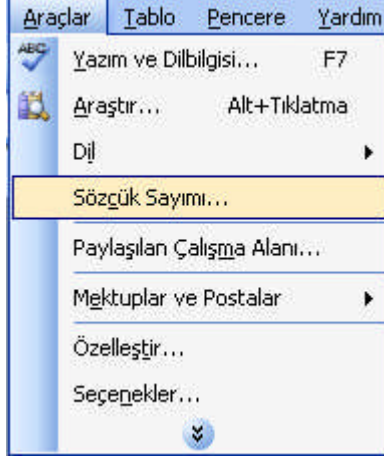 Araçlar Tablo Pencere Yardım
ABC Yazım ve Dilbilgisi... F7
Araştır... Alt+Tıklatma
Dil
Sözcük Sayımı...
Paylaşılan Çalışma Alanı...
Mektuplar ve Postalar
Özelleştir...
Seçenekler...